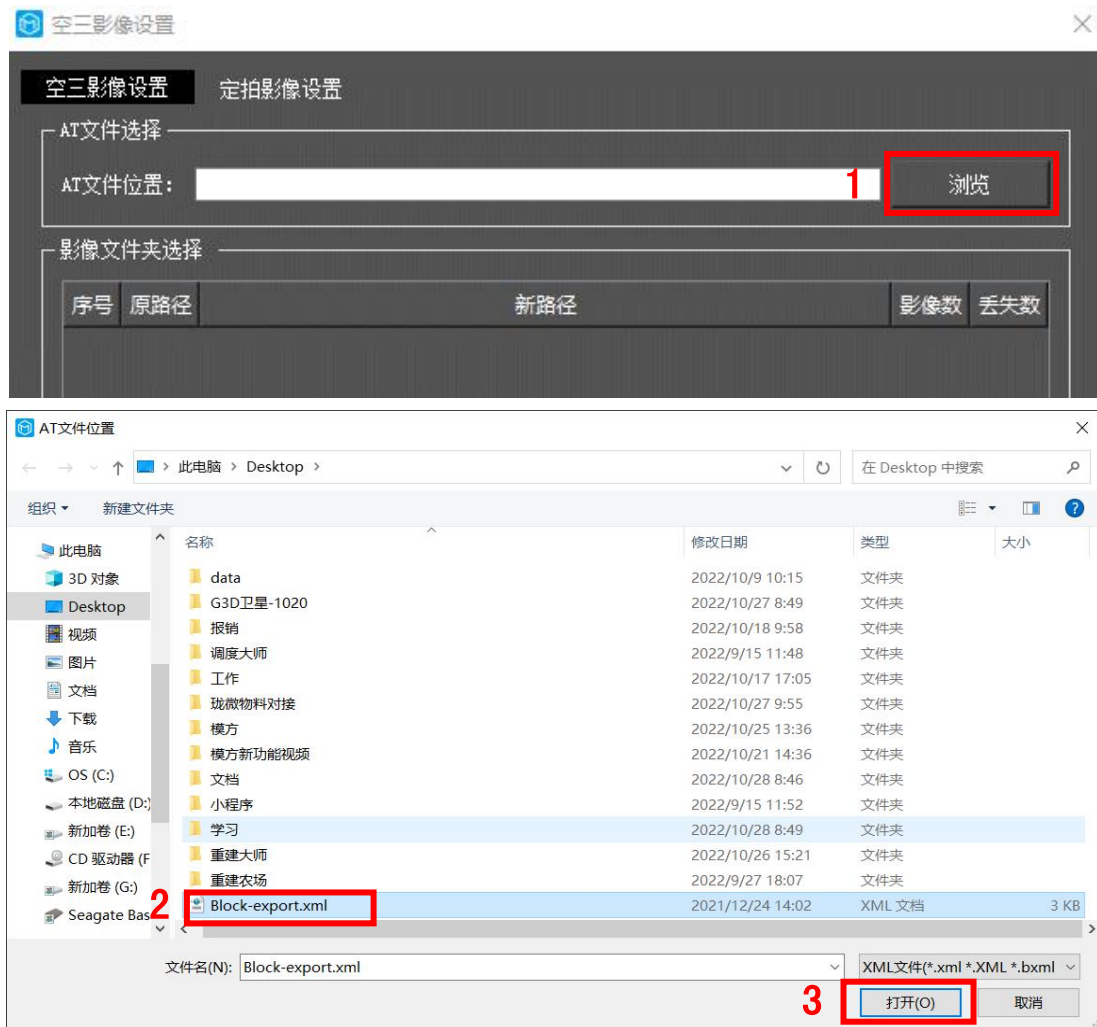 空三影像设置
空三影像设置 定拍影像设置
AT文件选择
AT文件位置: 1 浏览
影像文件夹选择
序号 原路径 新路径 影像数 丢失数
AT文件位置
此电脑 > Desktop > 在 Desktop 中搜索
组织 新建文件夹
此电脑 名称 修改日期 类型 大小
3D 对象 data 2022/10/9 10:15 文件夹
Desktop G3D卫星-1020 2022/10/27 8:49 文件夹
视频 报销 2022/10/18 9:58 文件夹
图片 调度大师 2022/9/15 11:48 文件夹
文档 工作 2022/10/17 17:05 文件夹
下载 珑微物料对接 2022/10/27 9:55 文件夹
音乐 模方 2022/10/25 13:36 文件夹
模方新功能视频 2022/10/21 14:36 文件夹
OS (C:) 文档 2022/10/28 8:46 文件夹
本地磁盘 (D:) 小程序 2022/9/15 11:52 文件夹
新加卷 (E:) 学习 2022/10/28 8:49 文件夹
CD 驱动器 (F 重建大师 2022/10/26 15:21 文件夹
新加卷 (G:) 重建农场 2022/9/27 18:07 文件夹
Seagate Bas 2 Block-export.xml 2021/12/24 14:02 XML 文档 3 KB
文件名(N): Block-export.xml XML文件(*.xml *.XML *.bxml
3 打开(O) 取消